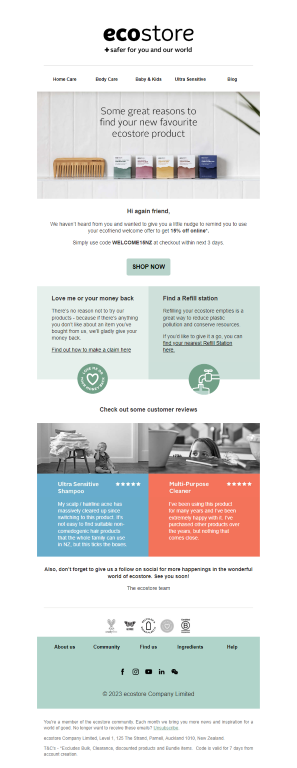 ecostore
+ safer for you and our world
Home Care Body Care Baby & Kids Ultra Sensitive Blog
Some great reasons to
find your new favourite
ecostore product
Hi again friend,
We haven't heard from you and wanted to give you a little nudge to remind you to use
your ecofriend welcome offer to get 15% off online*.
Simply use code WELCOME15NZ at checkout within next 3 days.
SHOP NOW
Love me or your money back
There's no reason not to try our
products - because if there's anything
you don't like about an item you've
bought from us, we'll gladly give your
money back.
Find out how to make a claim here
Find a Refill station
Refilling your ecostore empties is a
great way to reduce plastic
pollution and conserve resources.
If you'd like to give it a go, you can
find your nearest Refill Station
here.
Check out some customer reviews
Ultra Sensitive
Shampoo
My scalp / hairline acne has
massively cleared up since
switching to this product. It's
not easy to find suitable non-
comedogenic hair products
that the whole family can use
in NZ, but this ticks the boxes.
Multi-Purpose
Cleaner
I've been using this product
for many years and I've been
extremely happy with it. I've
purchased other products over
the years, but nothing that
comes close.
Also, don't forget to give us a follow on social for more happenings in the wonderful
world of ecostore. See you soon!
The ecostore team
About us Community Find us Ingredients Help
© 2023 ecostore Company Limited
You're a member of the ecostore community. Each month we bring you more news and inspiration for a
world of good. No longer want to receive these emails? Unsubscribe.
ecostore Company Limited, Level 1, 125 The Strand, Parnell, Auckland 1010, New Zealand
T&C's - *Excludes Bulk, Clearance, discounted products and Bundle items. Code is valid for 7 days from
account creation.